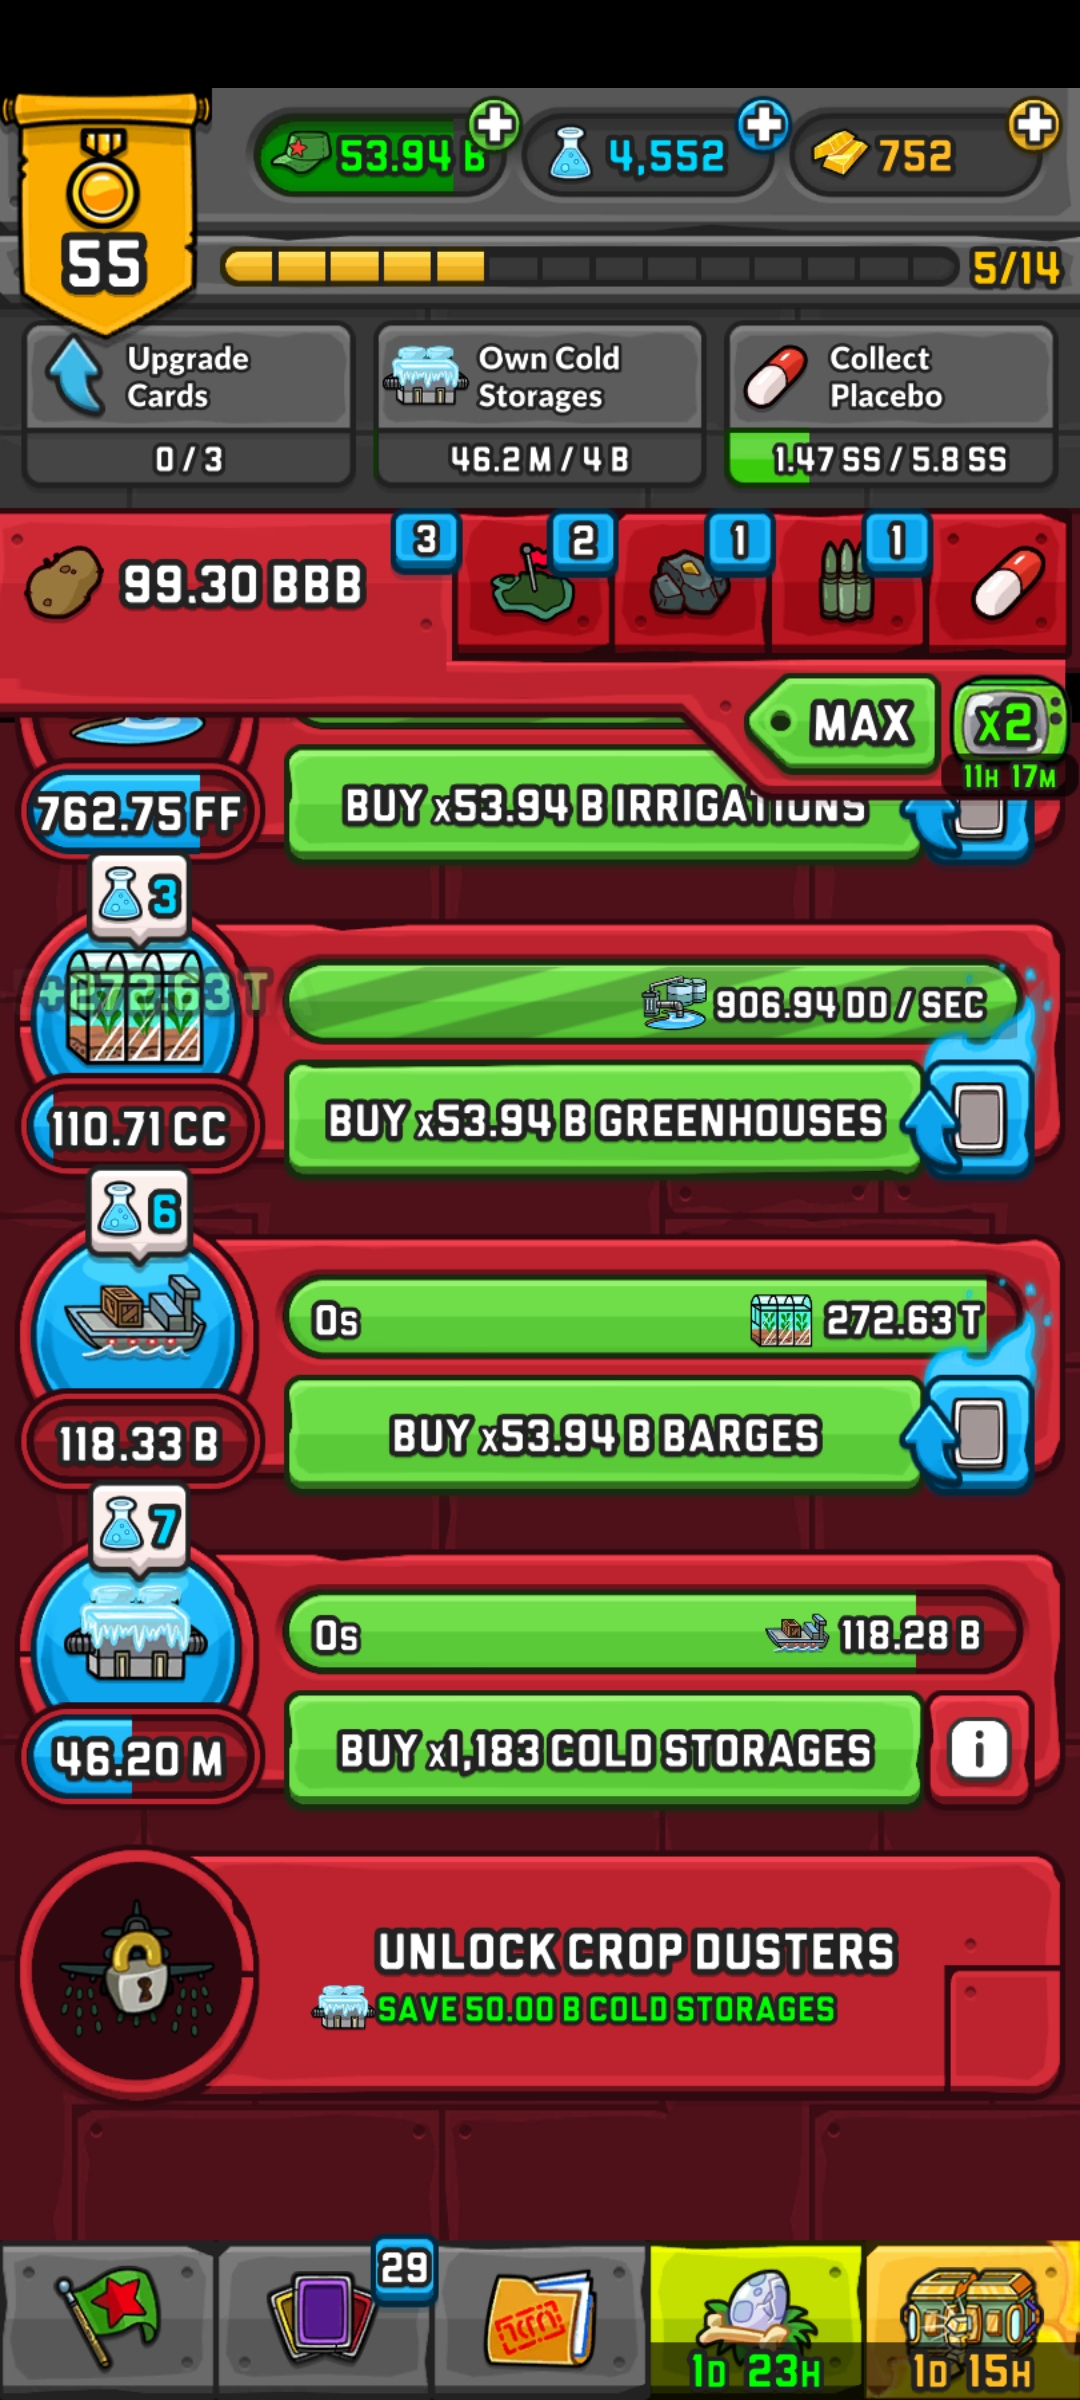 53.94 B
4,552
752
55
5/14
Upgrade
Cards
0 / 3
Own Cold
Storages
46.2 M / 4 B
Collect
Placebo
1.47 SS / 5.8 SS
99.30 BBB
3
2
1
1
MAX
x2
11H 17M
762.75 FF
BUY x53.94 B IRRIGATIONS
3
+272.63 T
906.94 DD / SEC
110.71 CC
BUY x53.94 B GREENHOUSES
6
0s
272.63 T
118.33 B
BUY x53.94 B BARGES
7
0s
118.28 B
46.20 M
BUY x1,183 COLD STORAGES
i
UNLOCK CROP DUSTERS
SAVE 50.00 B COLD STORAGES
29
1D 23H
1D 15H